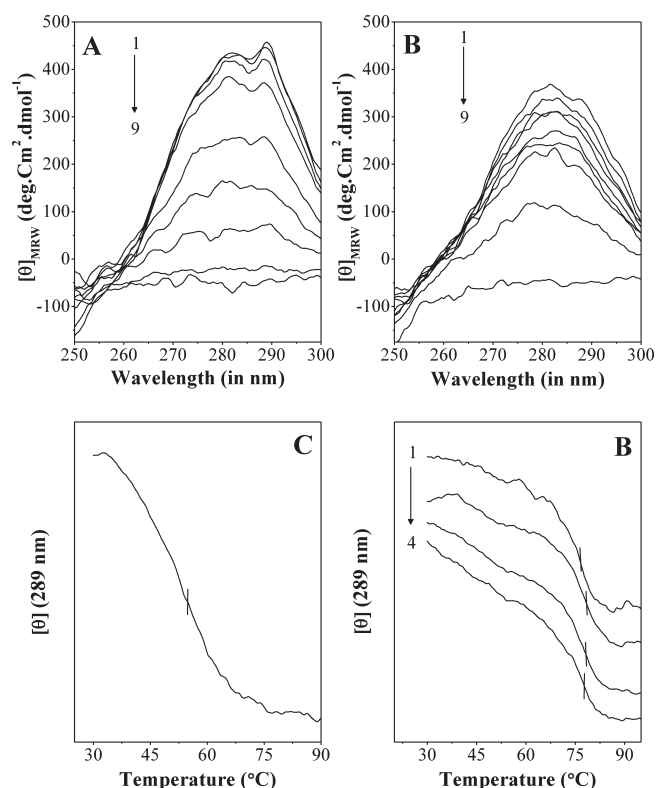 A
1
9
500
400
300
200
100
0
-100
[θ]MRW (deg.Cm².dmol⁻¹)
250 260 270 280 290 300
Wavelength (in nm)
B
1
9
500
400
300
200
100
0
-100
[θ]MRW (deg.Cm².dmol⁻¹)
250 260 270 280 290 300
Wavelength (in nm)
C
[θ] (289 nm)
30 45 60 75 90
Temperature (°C)
B
1
4
[θ] (289 nm)
30 45 60 75 90
Temperature (°C)